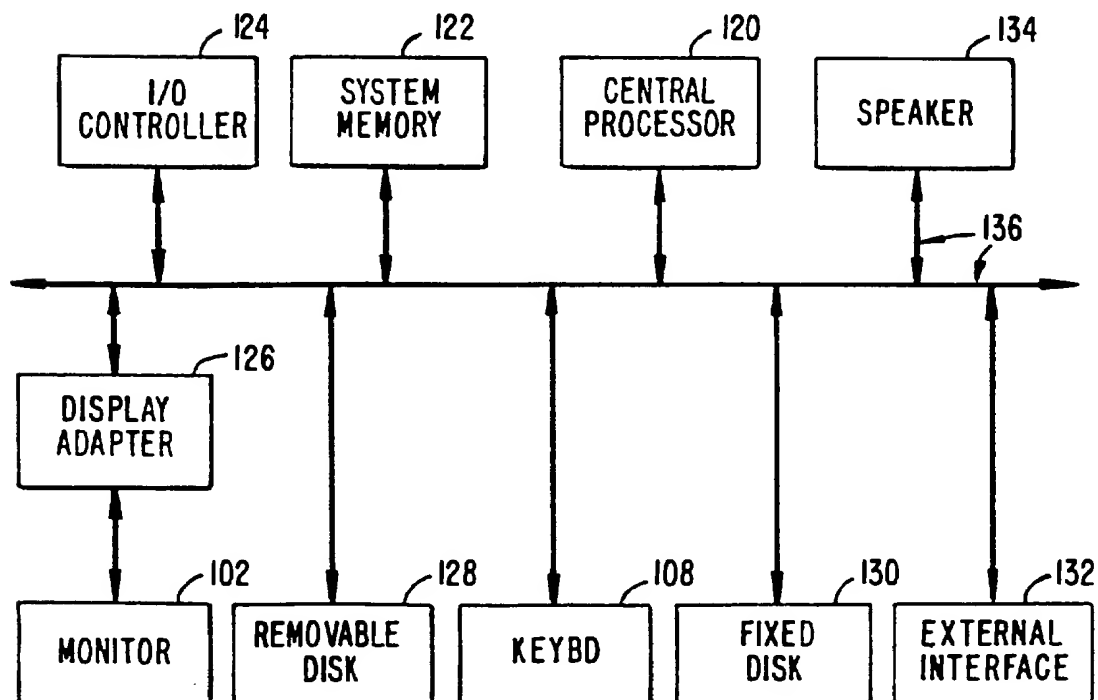 124
122
120
134
I/O
CONTROLLER
SYSTEM
MEMORY
CENTRAL
PROCESSOR
SPEAKER
136
126
DISPLAY
ADAPTER
102
128
108
130
132
MONITOR
REMOVABLE
DISK
KEYBD
FIXED
DISK
EXTERNAL
INTERFACE